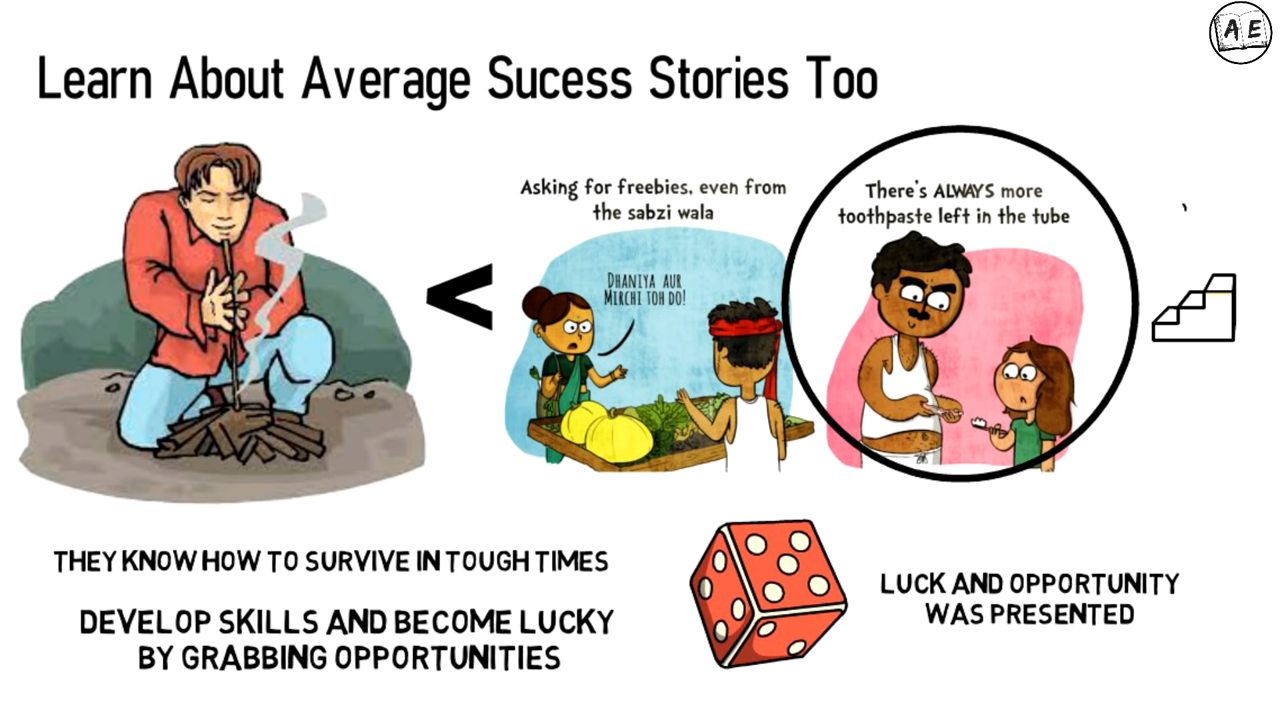 A E
Learn About Average Sucess Stories Too
Asking for freebies, even from
the sabzi wala
DHANIYA AUR
MIRCHI TOH DO!
There's ALWAYS more
toothpaste left in the tube
THEY KNOW HOW TO SURVIVE IN TOUGH TIMES
DEVELOP SKILLS AND BECOME LUCKY
BY GRABBING OPPORTUNITIES
LUCK AND OPPORTUNITY
WAS PRESENTED